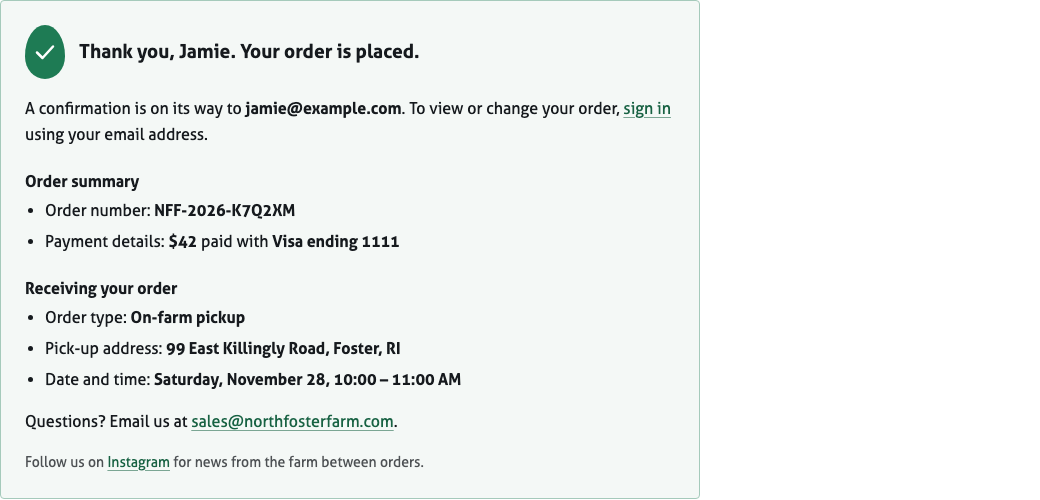 Thank you, Jamie. Your order is placed.
A confirmation is on its way to jamie@example.com. To view or change your order, sign in
using your email address.
Order summary
• Order number: NFF-2026-K7Q2XM
• Payment details: $42 paid with Visa ending 1111
Receiving your order
• Order type: On-farm pickup
• Pick-up address: 99 East Killingly Road, Foster, RI
• Date and time: Saturday, November 28, 10:00 – 11:00 AM
Questions? Email us at sales@northfosterfarm.com.
Follow us on Instagram for news from the farm between orders.